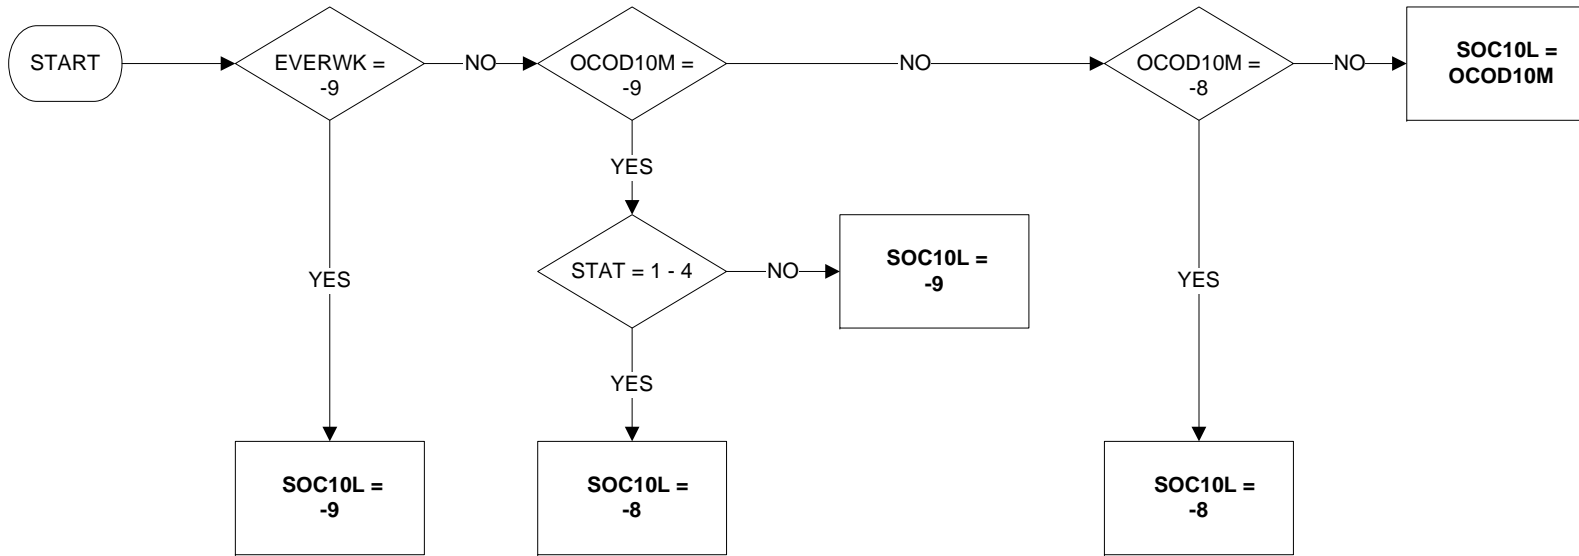 START
EVERWK =
-9
NO
OCOD10M =
-9
NO
OCOD10M =
-8
NO
SOC10L =
OCOD10M
YES
STAT = 1 - 4
NO
SOC10L =
-9
YES
YES
YES
SOC10L =
-9
SOC10L =
-8
SOC10L =
-8